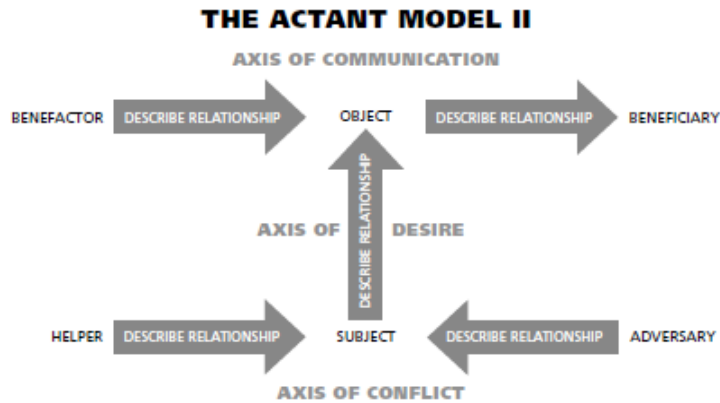 THE ACTANT MODEL II
AXIS OF COMMUNICATION
BENEFACTOR DESCRIBE RELATIONSHIP OBJECT DESCRIBE RELATIONSHIP BENEFICIARY
DESCRIBE RELATIONSHIP
AXIS OF DESIRE
HELPER DESCRIBE RELATIONSHIP SUBJECT DESCRIBE RELATIONSHIP ADVERSARY
AXIS OF CONFLICT